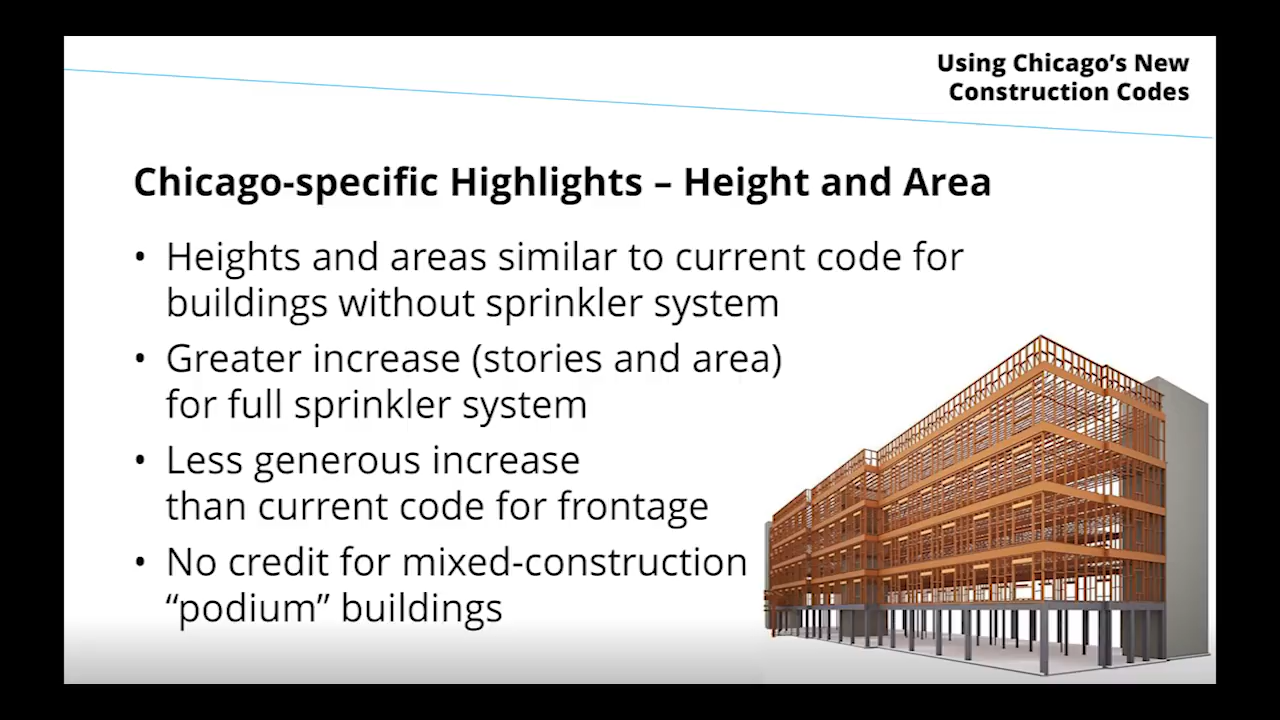 Using Chicago’s New
Construction Codes
Chicago-specific Highlights – Height and Area
• Heights and areas similar to current code for
buildings without sprinkler system
• Greater increase (stories and area)
for full sprinkler system
• Less generous increase
than current code for frontage
• No credit for mixed-construction
“podium” buildings